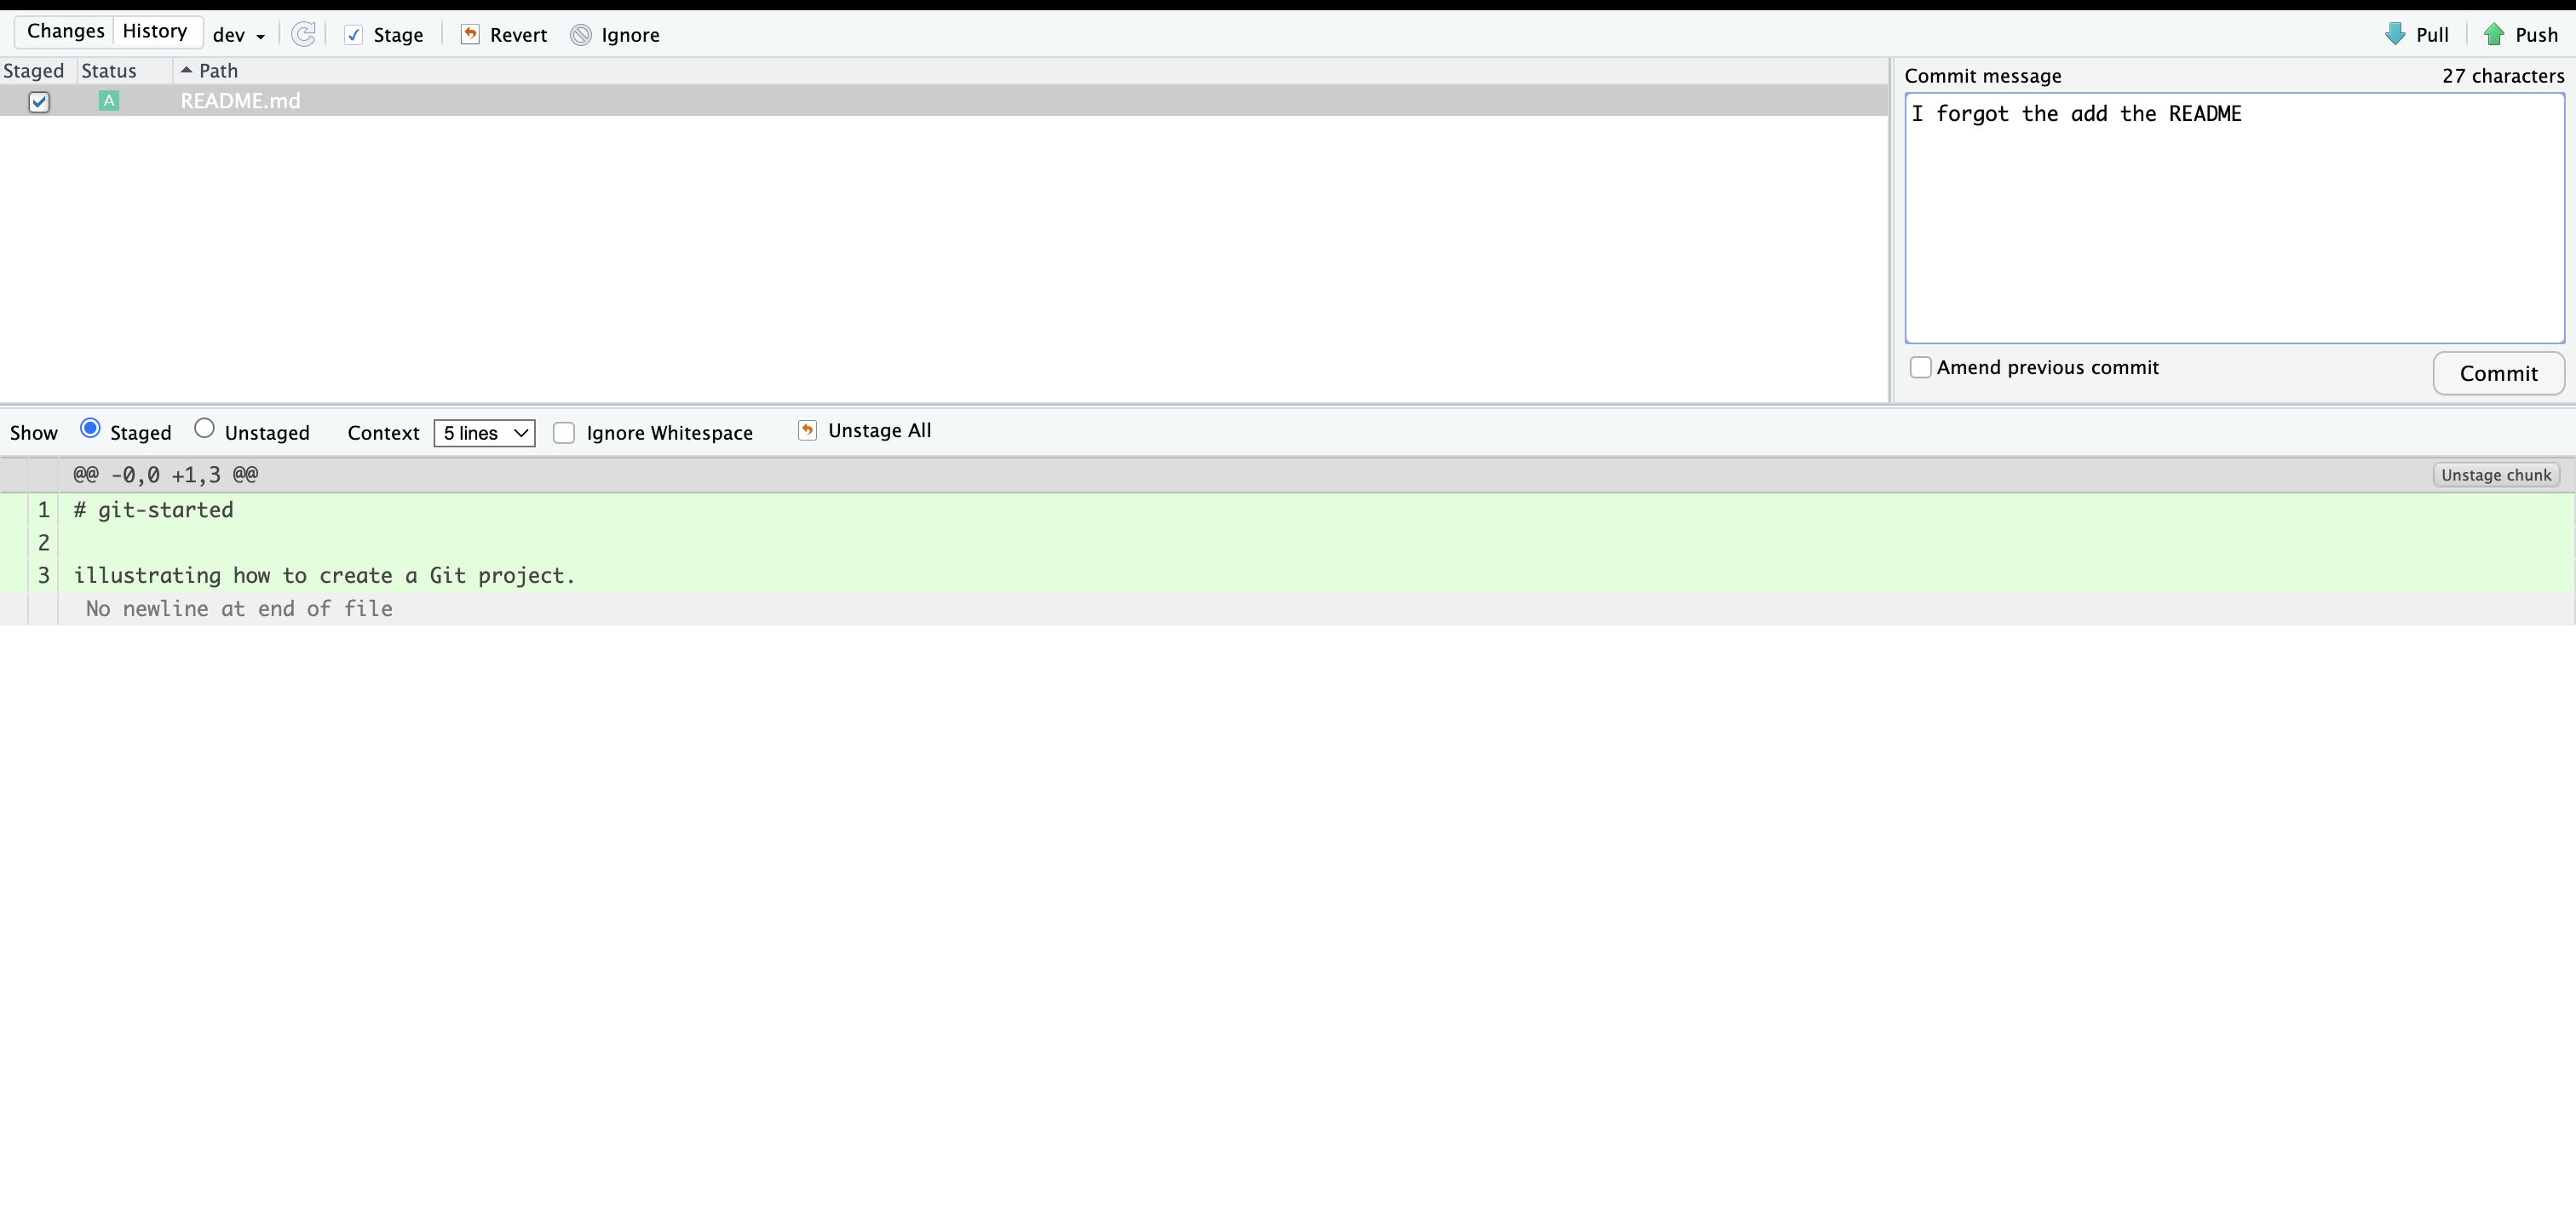 Changes History dev Stage Revert Ignore Pull Push
Staged Status Path
A README.md
Commit message 27 characters
I forgot the add the README
Amend previous commit Commit
Show Staged Unstaged Context 5 lines Ignore Whitespace Unstage All
@@ -0,0 +1,3 @@ Unstage chunk
1 # git-started
2
3 illustrating how to create a Git project.
No newline at end of file